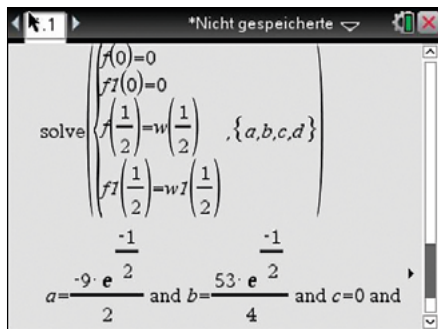 1.1 *Nicht gespeicherte
f(0)=0
f1(0)=0
solve f(1/2)=w(1/2) ,{a,b,c,d}
f1(1/2)=w1(1/2)
a=-9·e^(-1/2)/2 and b=53·e^(-1/2)/4 and c=0 and